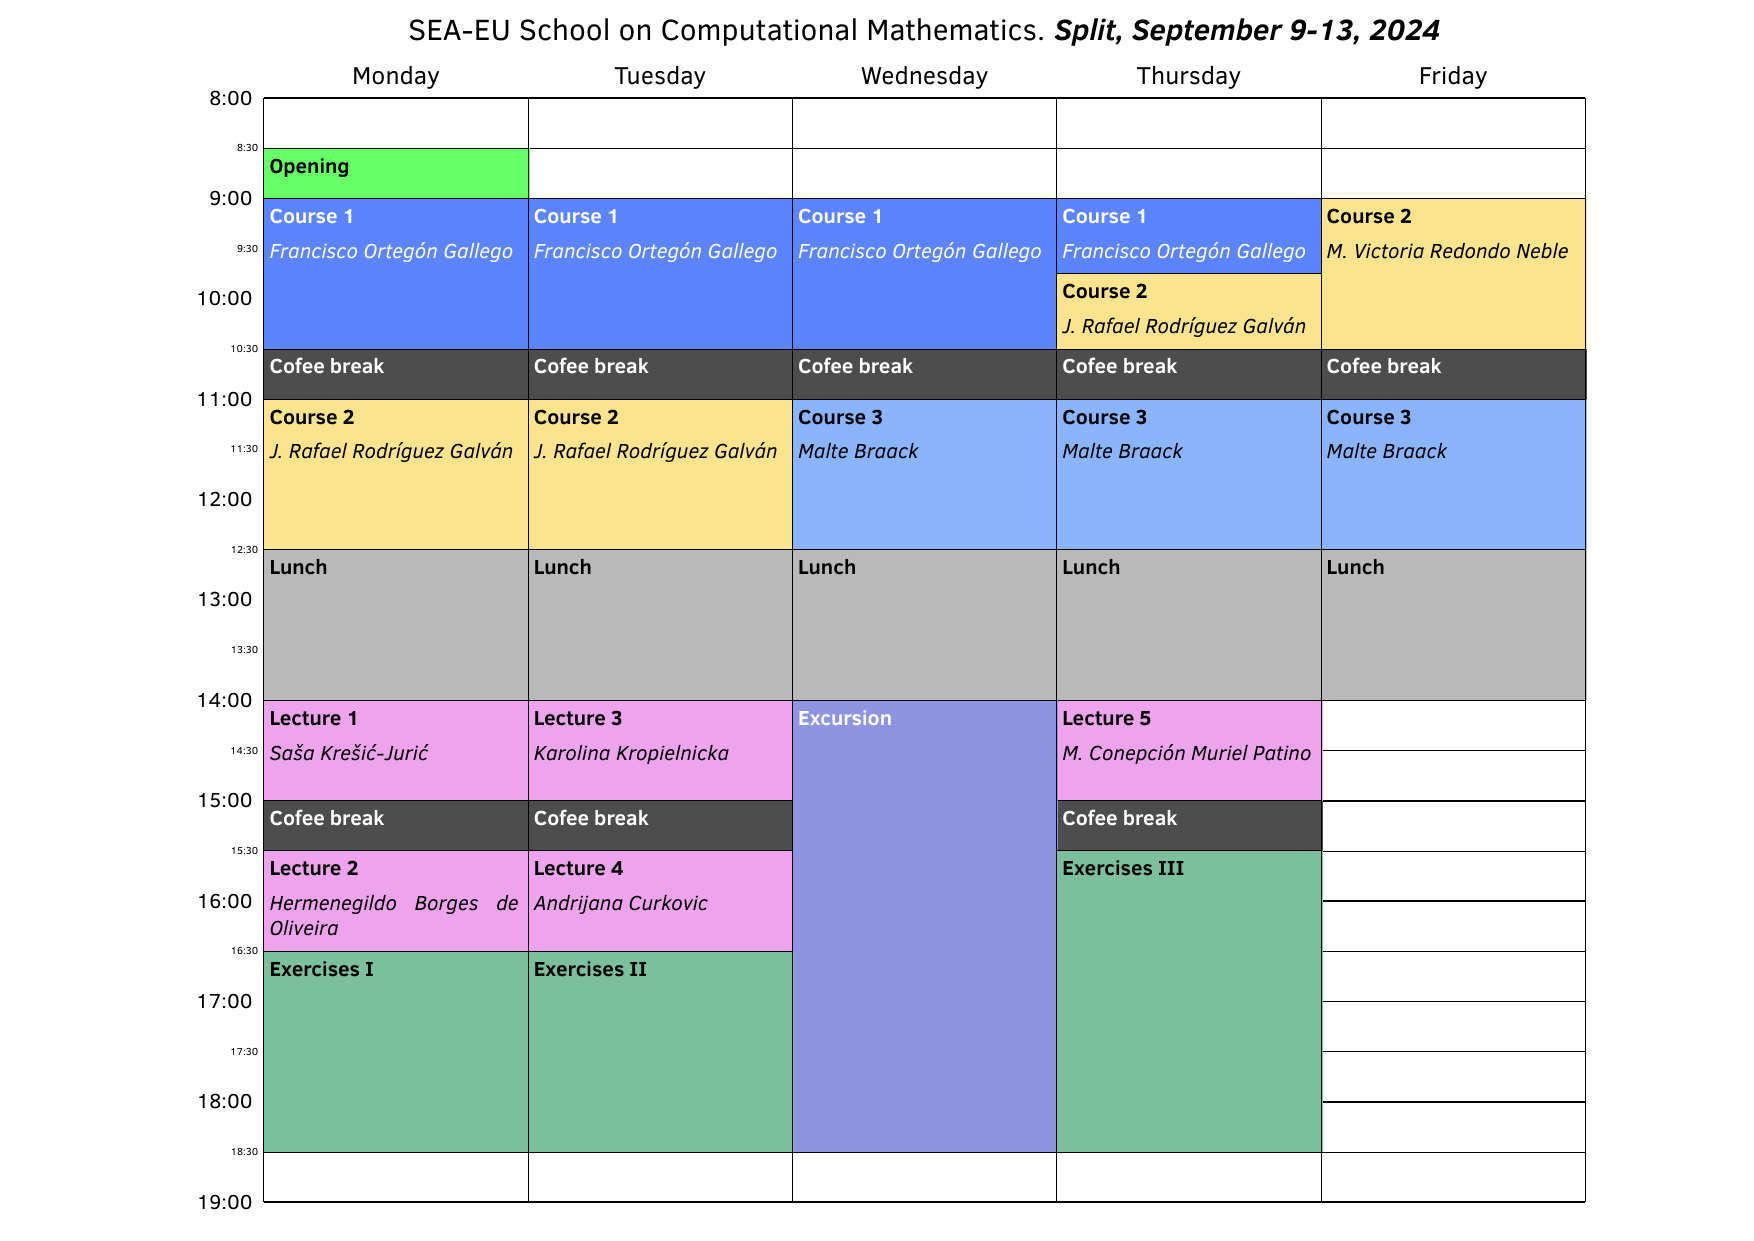 SEA-EU School on Computational Mathematics. Split, September 9-13, 2024
Monday Tuesday Wednesday Thursday Friday
8:00
8:30
Opening
9:00
Course 1 Course 1 Course 1 Course 1 Course 2
9:30 Francisco Ortegón Gallego Francisco Ortegón Gallego Francisco Ortegón Gallego Francisco Ortegón Gallego M. Victoria Redondo Neble
Course 2
10:00
J. Rafael Rodríguez Galván
10:30
Cofee break Cofee break Cofee break Cofee break Cofee break
11:00
Course 2 Course 2 Course 3 Course 3 Course 3
11:30 J. Rafael Rodríguez Galván J. Rafael Rodríguez Galván Malte Braack Malte Braack Malte Braack
12:00
12:30
Lunch Lunch Lunch Lunch Lunch
13:00
13:30
14:00
Lecture 1 Lecture 3 Excursion Lecture 5
14:30 Saša Krešić-Jurić Karolina Kropielnicka M. Conepción Muriel Patino
15:00
Cofee break Cofee break Cofee break
15:30
Lecture 2 Lecture 4 Exercises III
16:00 Hermenegildo Borges de Andrijana Curkovic
Oliveira
16:30
Exercises I Exercises II
17:00
17:30
18:00
18:30
19:00